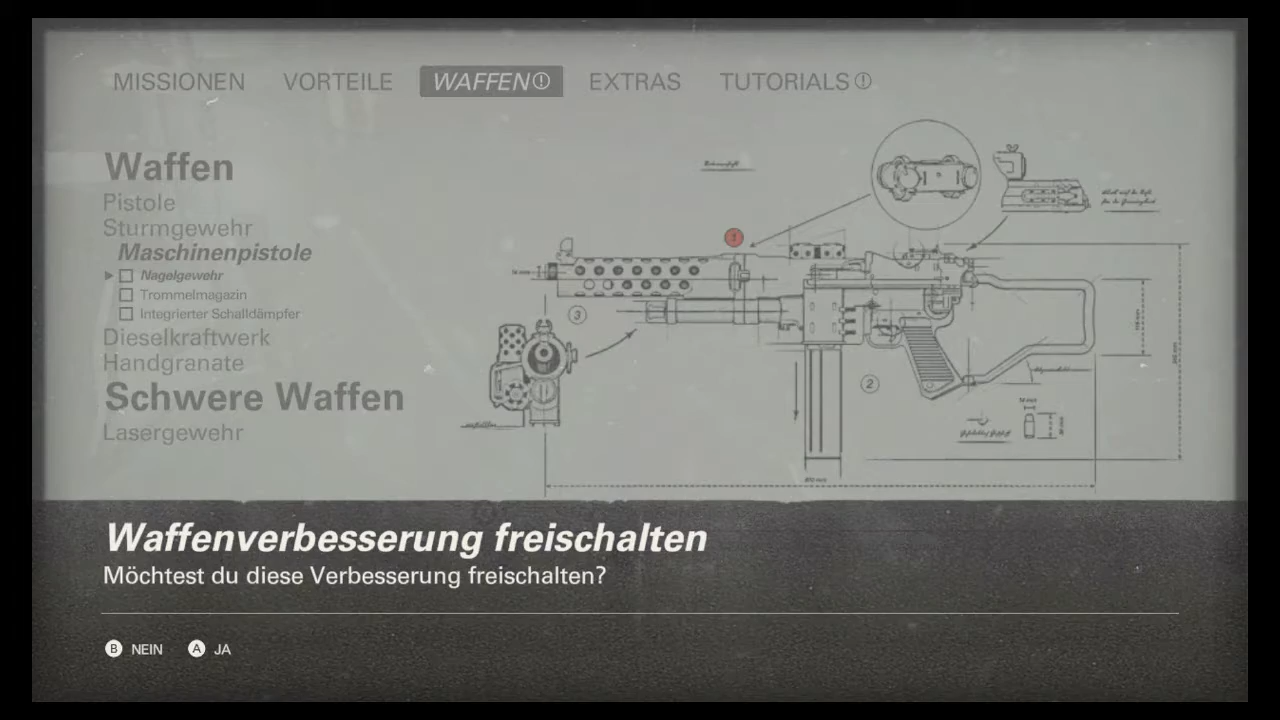 MISSIONEN VORTEILE WAFFEN! EXTRAS TUTORIALS!
Waffen
Pistole
Sturmgewehr
Maschinenpistole
Nagelgewehr
Trommelmagazin
Integrierter Schalldämpfer
Dieselkraftwerk
Handgranate
Schwere Waffen
Lasergewehr
1
3
2
Waffenverbesserung freischalten
Möchtest du diese Verbesserung freischalten?
B NEIN A JA